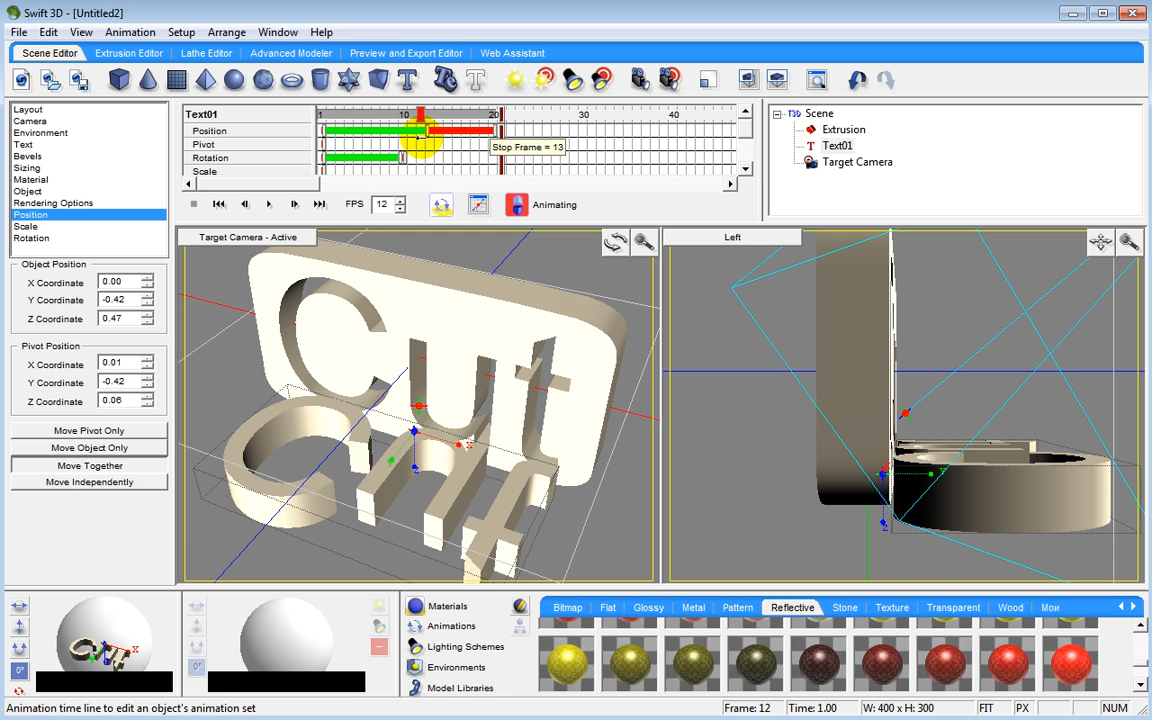 Swift 3D - [Untitled2]
File Edit View Animation Setup Arrange Window Help
Scene Editor Extrusion Editor Lathe Editor Advanced Modeler Preview and Export Editor Web Assistant
Layout
Camera
Environment
Text
Bevels
Sizing
Material
Object
Rendering Options
Position
Scale
Rotation
Text01 1 10 20 30 40
Position
Pivot
Rotation
Scale
Stop Frame = 13
FPS 12 Animating
Scene
Extrusion
Text01
Target Camera
Object Position
X Coordinate 0.00
Y Coordinate -0.42
Z Coordinate 0.47
Pivot Position
X Coordinate 0.01
Y Coordinate -0.42
Z Coordinate 0.06
Move Pivot Only
Move Object Only
Move Together
Move Independently
Target Camera - Active
Cut
Cut
X
Z
Left
Y
Z
0°
X
0°
Materials
Animations
Lighting Schemes
Environments
Model Libraries
Bitmap Flat Glossy Metal Pattern Reflective Stone Texture Transparent Wood
Animation time line to edit an object's animation set
Frame: 12 Time: 1.00 W: 400 x H: 300 FIT PX NUM